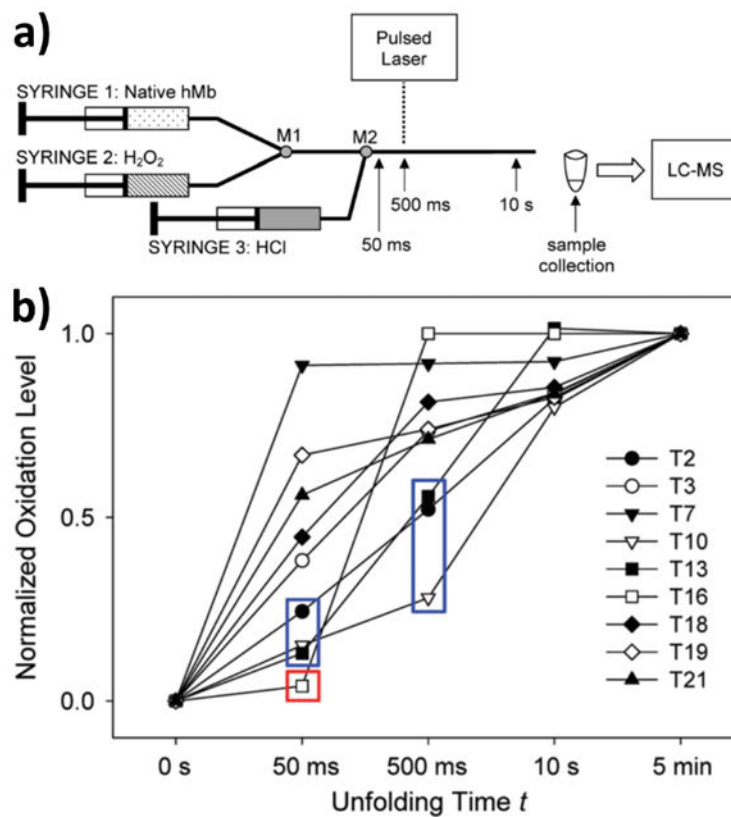 a)
Pulsed
Laser
SYRINGE 1: Native hMb
M1
M2
SYRINGE 2: H₂O₂
LC-MS
500 ms
10 s
50 ms
SYRINGE 3: HCl
sample
collection
b)
1.0
0.5
0.0
Normalized Oxidation Level
T2
T3
T7
T10
T13
T16
T18
T19
T21
0 s
50 ms
500 ms
10 s
5 min
Unfolding Time t